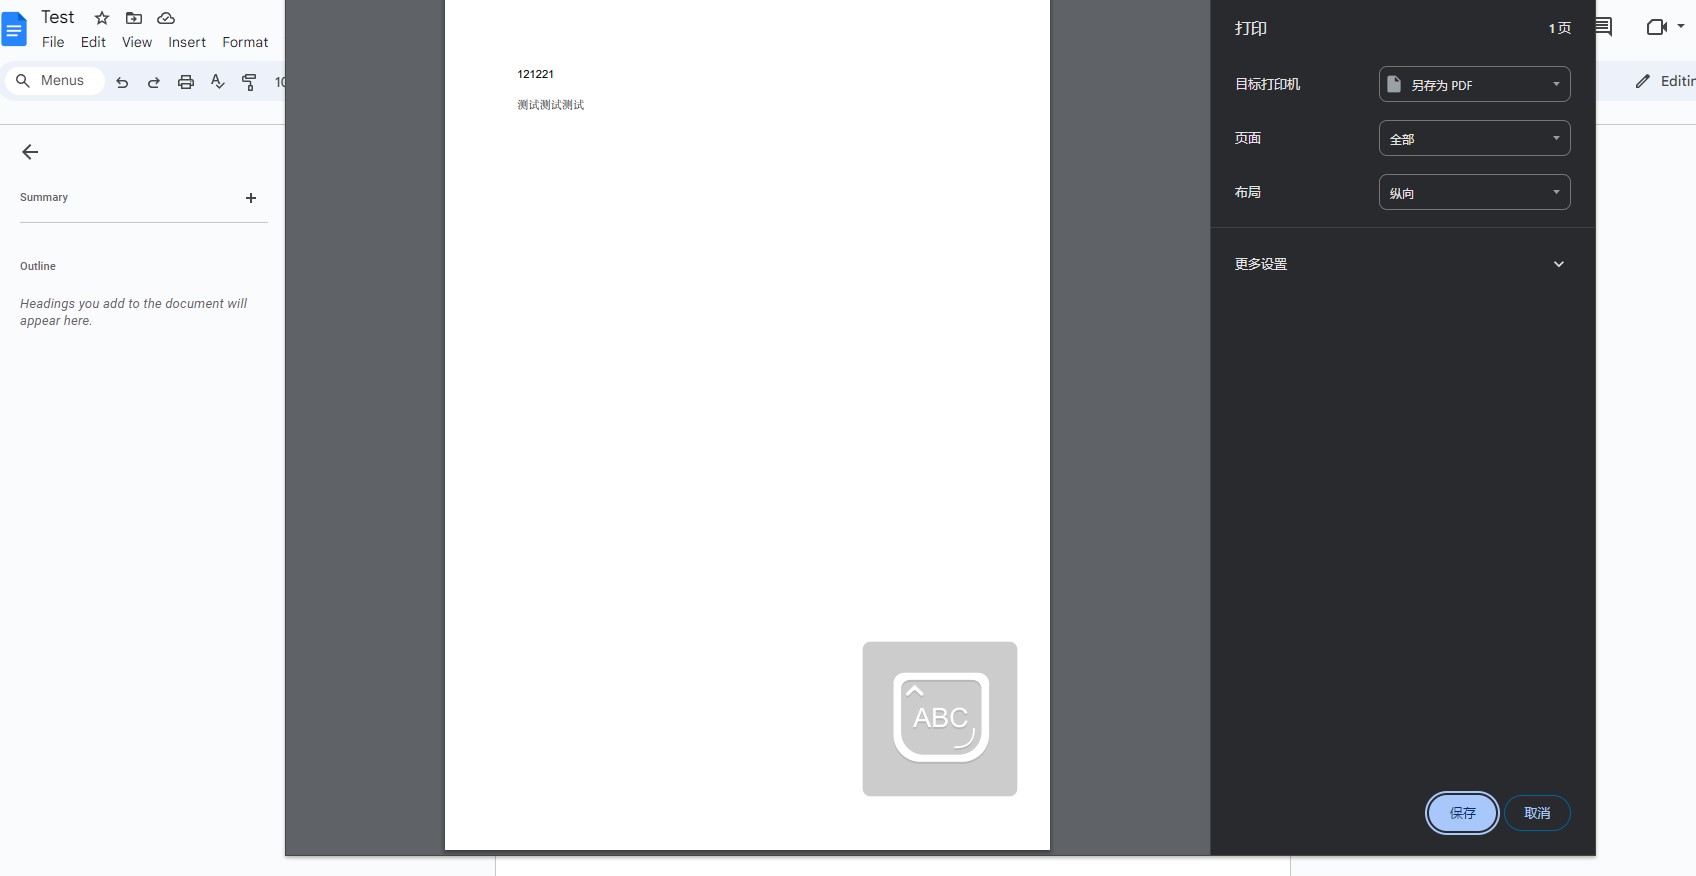 Test
File Edit View Insert Format
Menus
Summary
Outline
Headings you add to the document will
appear here.
121221
测试测试测试
ABC
打印
1 页
目标打印机
另存为 PDF
页面
全部
布局
纵向
更多设置
保存
取消